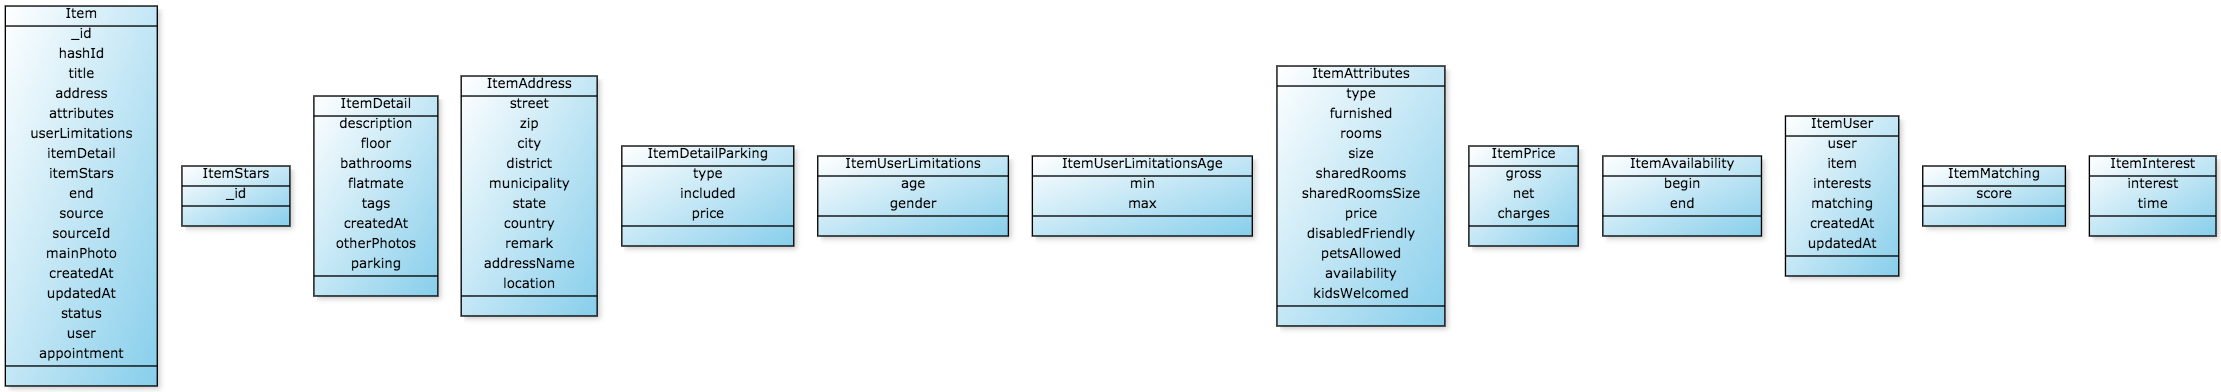 Item
_id
hashId
title
address
attributes
userLimitations
itemDetail
itemStars
end
source
sourceId
mainPhoto
createdAt
updatedAt
status
user
appointment
ItemStars
_id
ItemDetail
description
floor
bathrooms
flatmate
tags
createdAt
otherPhotos
parking
ItemAddress
street
zip
city
district
municipality
state
country
remark
addressName
location
ItemDetailParking
type
included
price
ItemUserLimitations
age
gender
ItemUserLimitationsAge
min
max
ItemAttributes
type
furnished
rooms
size
sharedRooms
sharedRoomsSize
price
disabledFriendly
petsAllowed
availability
kidsWelcomed
ItemPrice
gross
net
charges
ItemAvailability
begin
end
ItemUser
user
item
interests
matching
createdAt
updatedAt
ItemMatching
score
ItemInterest
interest
time